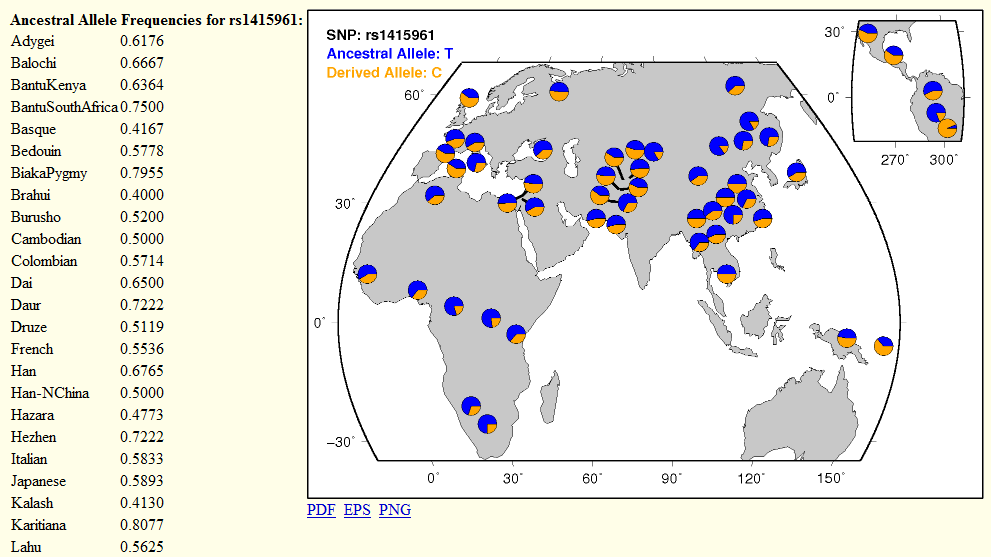 Ancestral Allele Frequencies for rs1415961:
Adygei 0.6176
Balochi 0.6667
BantuKenya 0.6364
BantuSouthAfrica 0.7500
Basque 0.4167
Bedouin 0.5778
BiakaPygmy 0.7955
Brahui 0.4000
Burusho 0.5200
Cambodian 0.5000
Colombian 0.5714
Dai 0.6500
Daur 0.7222
Druze 0.5119
French 0.5536
Han 0.6765
Han-NChina 0.5000
Hazara 0.4773
Hezhen 0.7222
Italian 0.5833
Japanese 0.5893
Kalash 0.4130
Karitiana 0.8077
Lahu 0.5625
SNP: rs1415961
Ancestral Allele: T
Derived Allele: C
60°
30°
0°
−30°
0° 30° 60° 90° 120° 150°
30°
0°
270° 300°
PDF EPS PNG